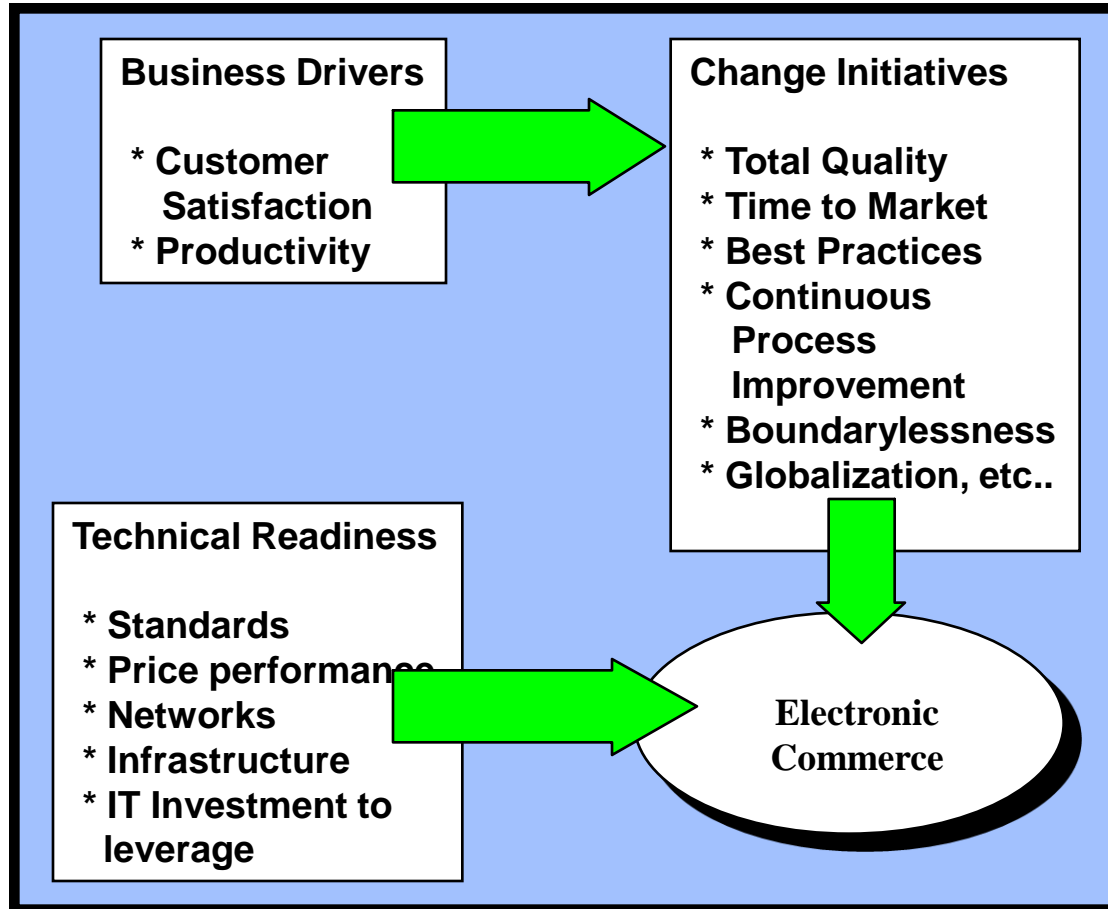 Business Drivers
* Customer
Satisfaction
* Productivity
Change Initiatives
* Total Quality
* Time to Market
* Best Practices
* Continuous
Process
Improvement
* Boundarylessness
* Globalization, etc..
Technical Readiness
* Standards
* Price performance
* Networks
* Infrastructure
* IT Investment to
leverage
Electronic
Commerce